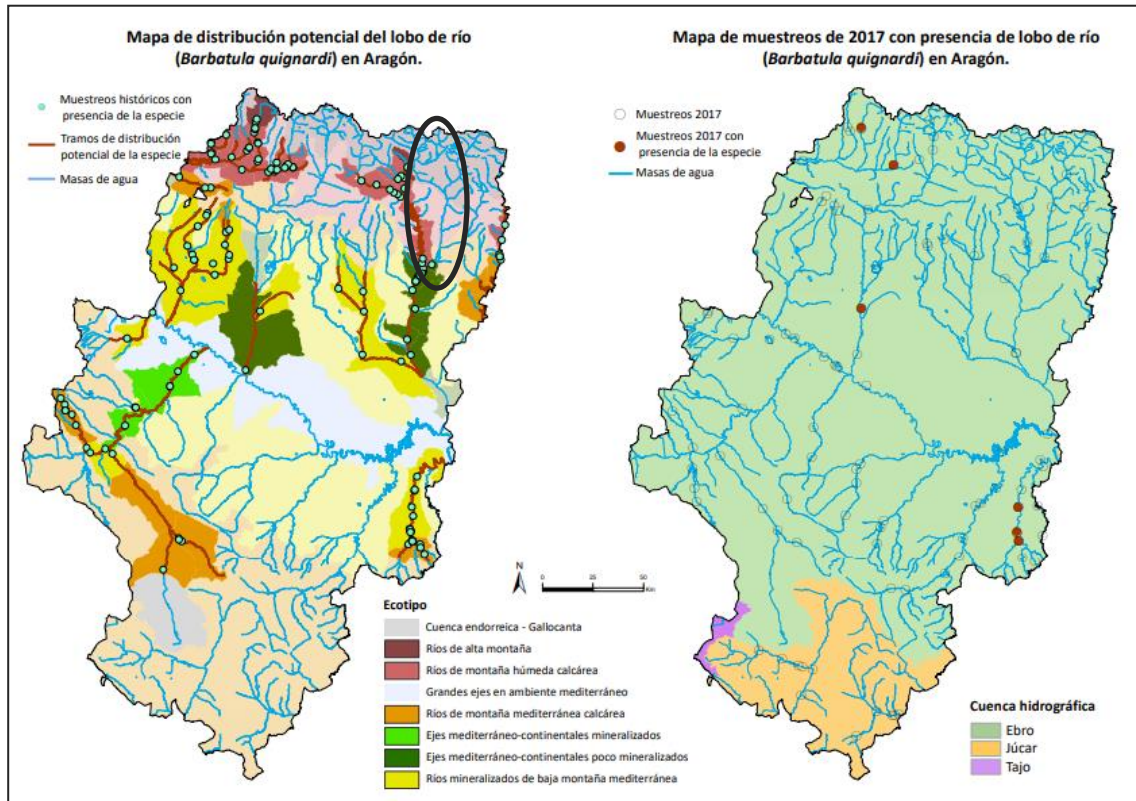 Mapa de distribución potencial del lobo de río
(Barbatula quignardi) en Aragón.
Muestreos históricos con
presencia de la especie
Tramos de distribución
potencial de la especie
Masas de agua
N
0 25 50
Km
Ecotipo
Cuenca endorreica - Gallocanta
Ríos de alta montaña
Ríos de montaña húmeda calcárea
Grandes ejes en ambiente mediterráneo
Ríos de montaña mediterránea calcárea
Ejes mediterráneo-continentales mineralizados
Ejes mediterráneo-continentales poco mineralizados
Ríos mineralizados de baja montaña mediterránea
Mapa de muestreos de 2017 con presencia de lobo de río
(Barbatula quignardi) en Aragón.
Muestreos 2017
Muestreos 2017 con
presencia de la especie
Masas de agua
Cuenca hidrográfica
Ebro
Júcar
Tajo